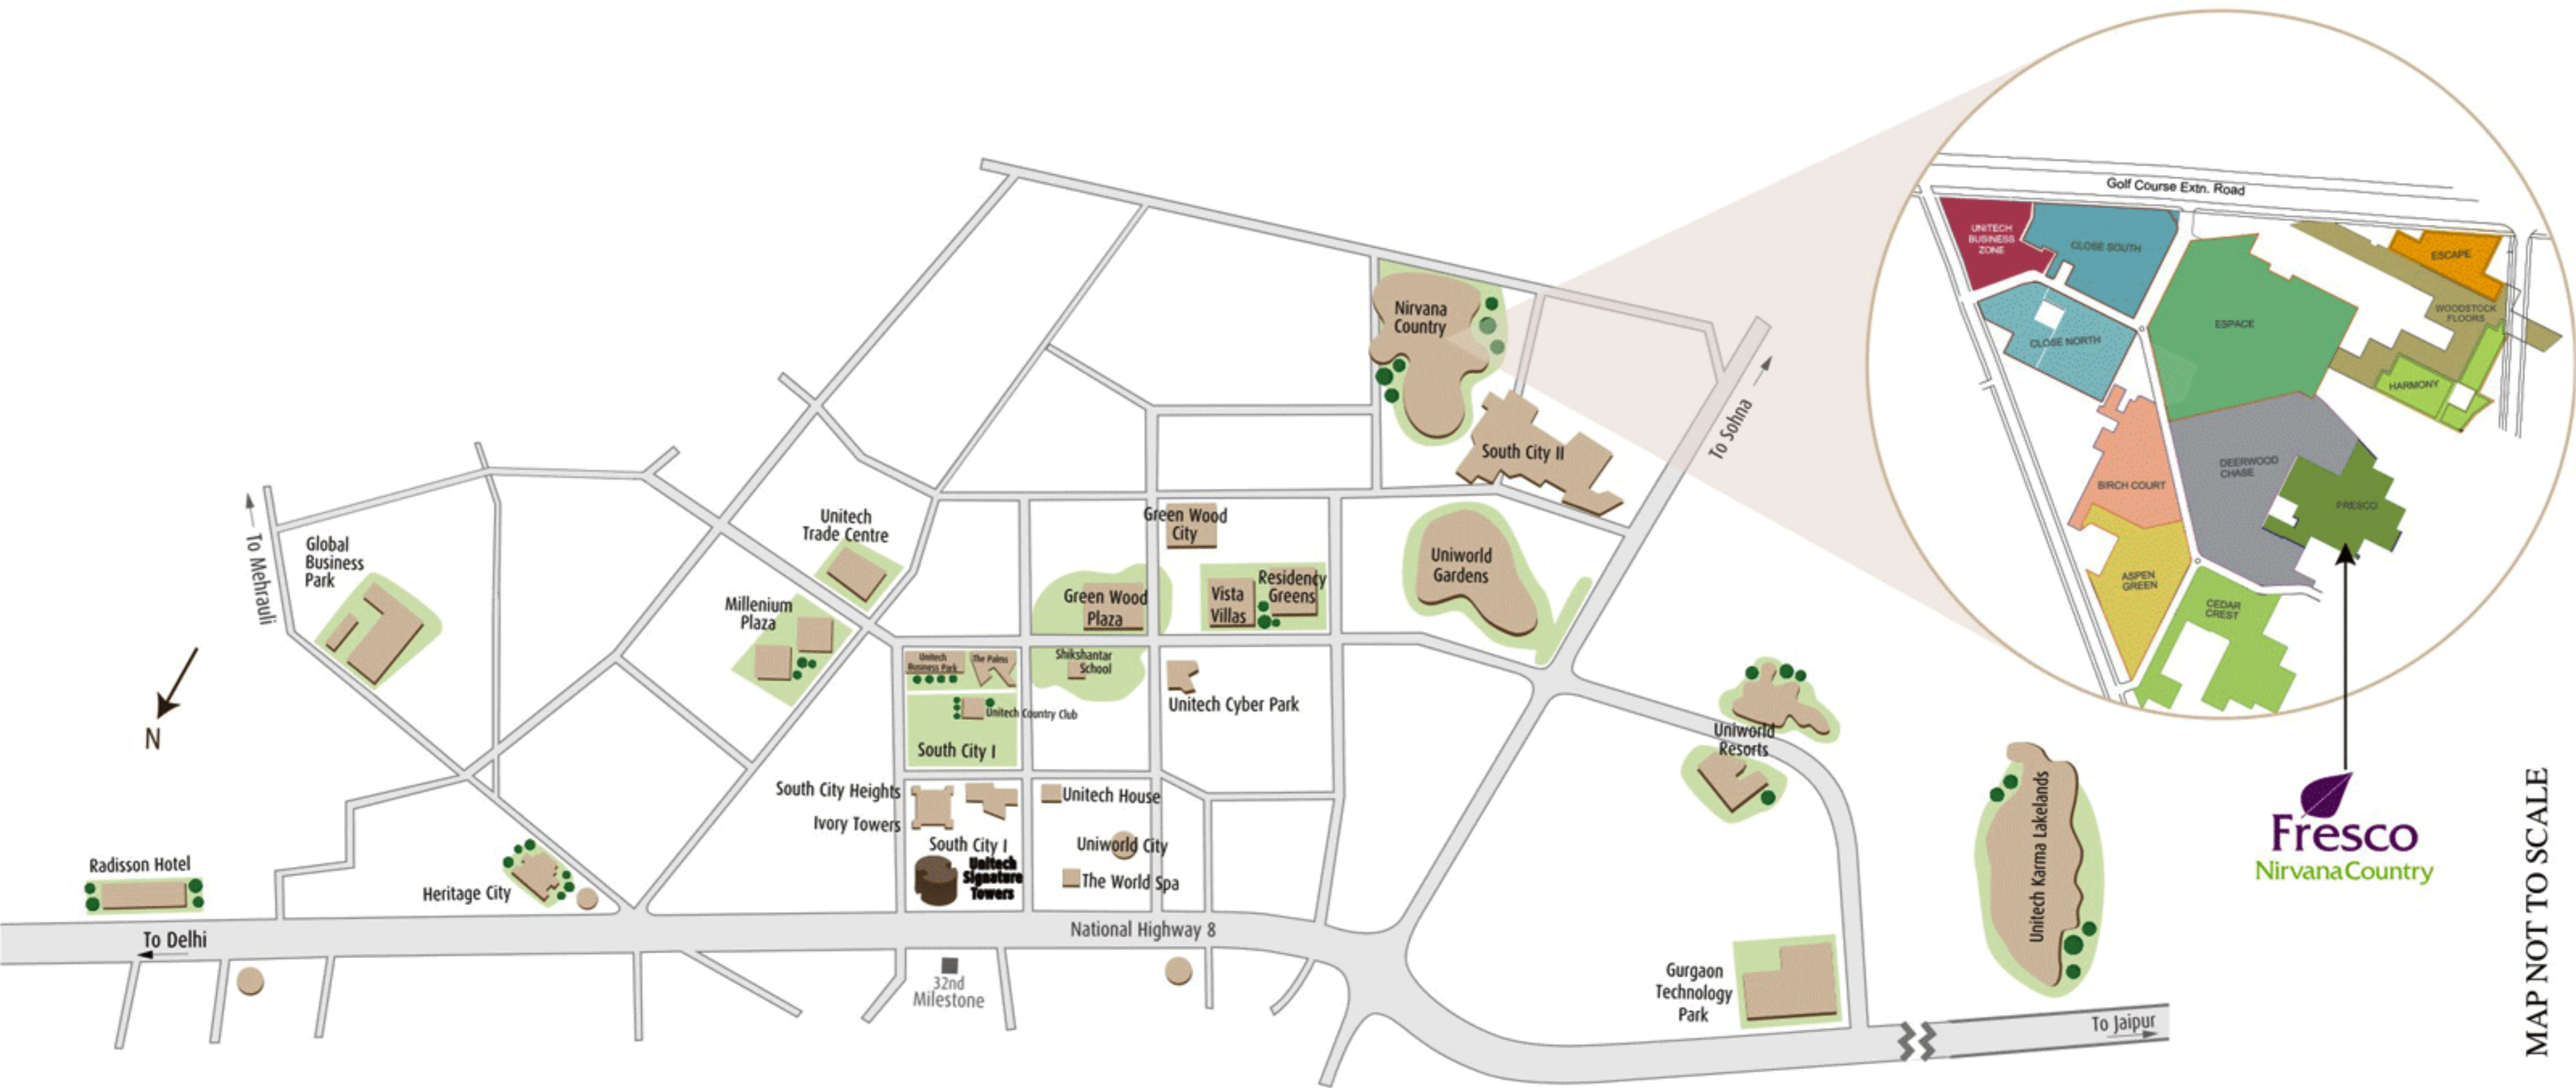 Golf Course Extn. Road
UNITECH
BUSINESS
ZONE
CLOSE SOUTH
ESCAPE
WOODSTOCK
FLOORS
ESPACE
CLOSE NORTH
HARMONY
DEERWOOD
CHASE
BIRCH COURT
FRESCO
ASPEN
GREEN
CEDAR
CREST
Nirvana
Country
To Sohna
South City II
Unitech
Trade Centre
Green Wood
City
To Mehrauli
Global
Business
Park
Uniworld
Gardens
Millenium
Plaza
Green Wood
Plaza
Vista
Villas
Residency
Greens
Unitech
Business Park
The Palms
Shikshantar
School
Unitech Cyber Park
Unitech Country Club
South City I
N
Uniworld
Resorts
South City Heights
Ivory Towers
Unitech House
South City I
Uniworld City
Unitech
Signature
Towers
The World Spa
Radisson Hotel
Heritage City
Unitech Karma Lakelands
Fresco
Nirvana Country
MAP NOT TO SCALE
To Delhi
National Highway 8
32nd
Milestone
Gurgaon
Technology
Park
To Jaipur